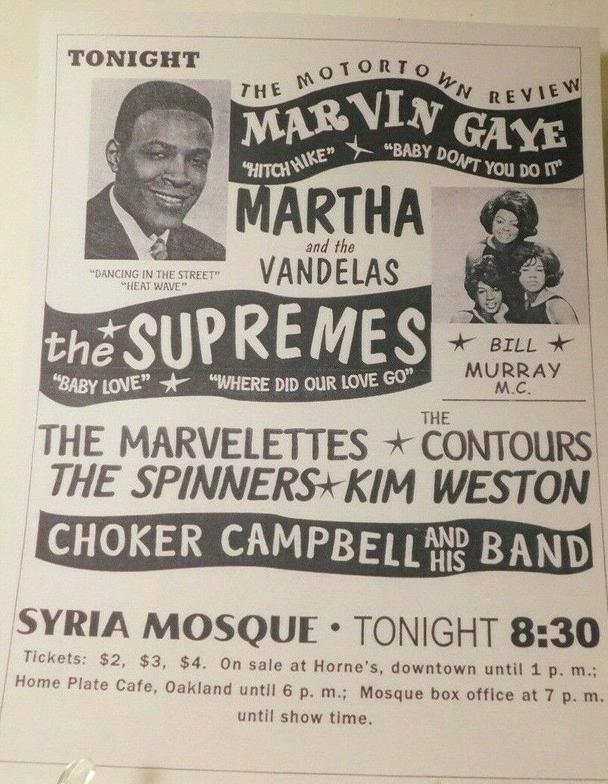 TONIGHT
THE MOTORTOWN REVIEW
MARVIN GAYE
"HITCH HIKE" ★ "BABY DON'T YOU DO IT"
MARTHA
and the
VANDELAS
"DANCING IN THE STREET"
"HEAT WAVE"
the ★ SUPREMES
"BABY LOVE" ★ "WHERE DID OUR LOVE GO"
★ BILL ★
MURRAY
M.C.
THE MARVELETTES ★ THE CONTOURS
THE SPINNERS ★ KIM WESTON
CHOKER CAMPBELL AND HIS BAND
SYRIA MOSQUE • TONIGHT 8:30
Tickets: $2, $3, $4. On sale at Horne's, downtown until 1 p. m.;
Home Plate Cafe, Oakland until 6 p. m.; Mosque box office at 7 p. m.
until show time.